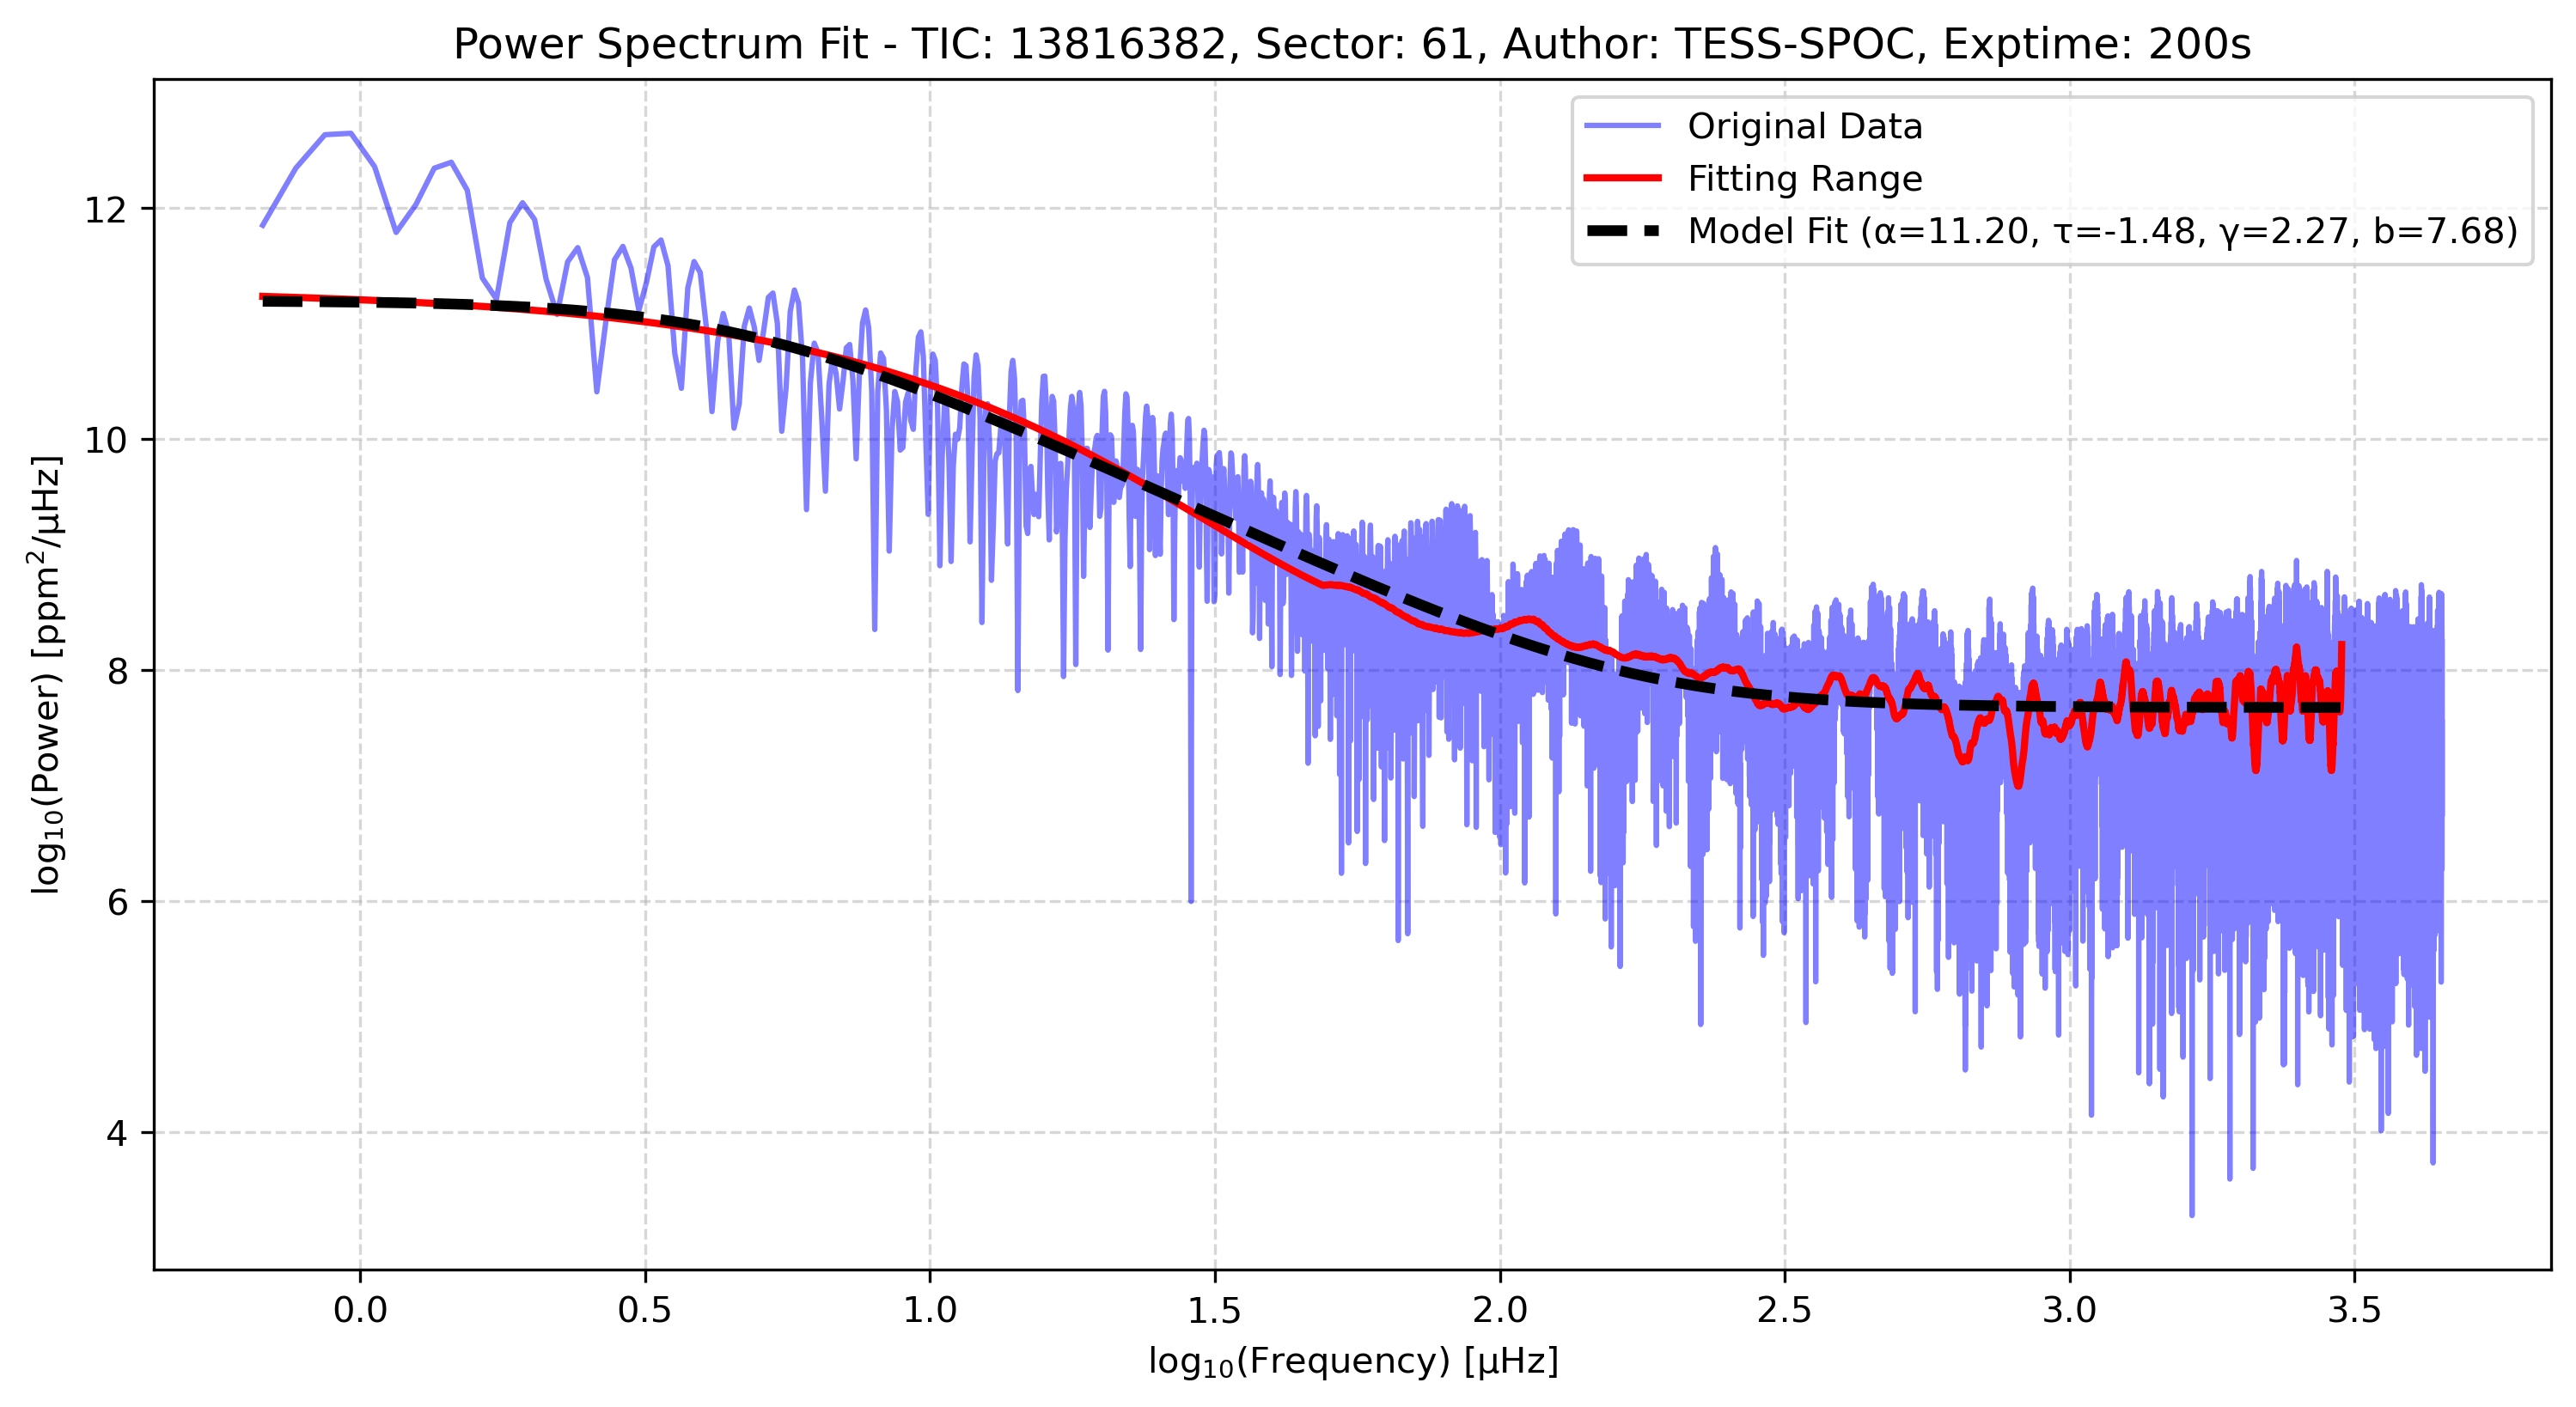 Power Spectrum Fit - TIC: 13816382, Sector: 61, Author: TESS-SPOC, Exptime: 200s
Original Data
Fitting Range
Model Fit (α=11.20, τ=-1.48, γ=2.27, b=7.68)
log₁₀(Power) [ppm²/μHz]
12
10
8
6
4
0.0 0.5 1.0 1.5 2.0 2.5 3.0 3.5
log₁₀(Frequency) [μHz]